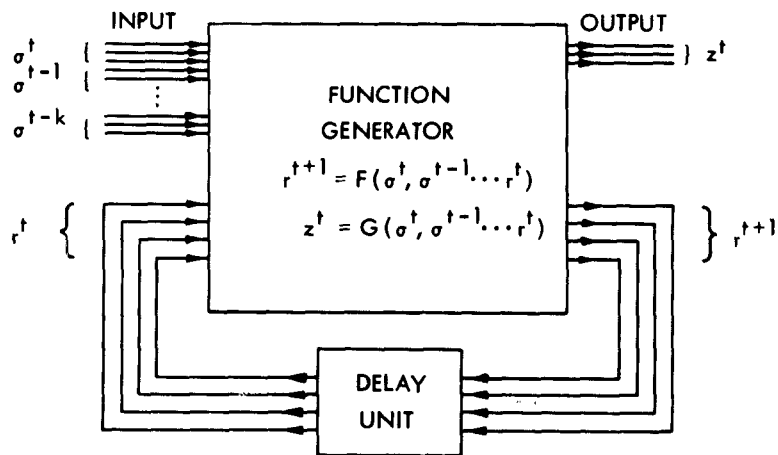 INPUT
OUTPUT
σ^t {
σ^{t-1} {
⋮
σ^{t-k} {
} z^t
FUNCTION
GENERATOR
r^{t+1} = F(σ^t, σ^{t-1}⋯r^t)
z^t = G(σ^t, σ^{t-1}⋯r^t)
r^t {
} r^{t+1}
DELAY
UNIT